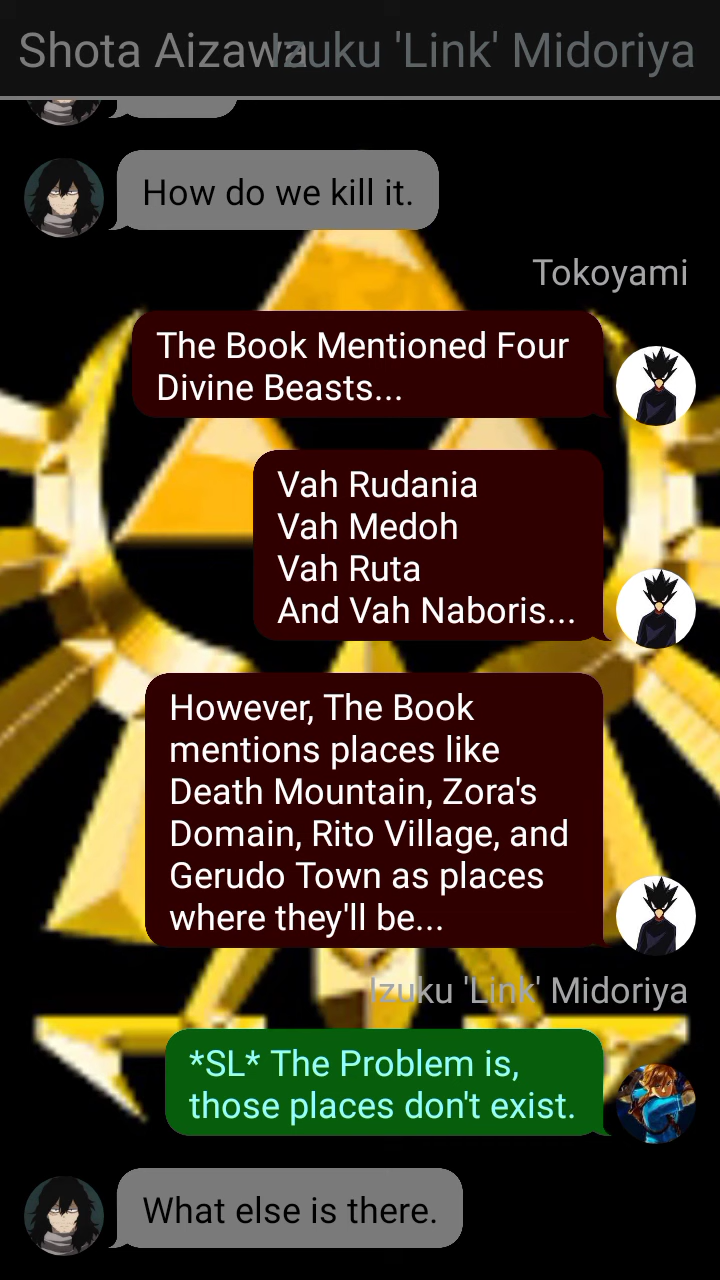 Shota Aizawa
Izuku 'Link' Midoriya
How do we kill it.
Tokoyami
The Book Mentioned Four
Divine Beasts...
Vah Rudania
Vah Medoh
Vah Ruta
And Vah Naboris...
However, The Book
mentions places like
Death Mountain, Zora's
Domain, Rito Village, and
Gerudo Town as places
where they'll be...
Izuku 'Link' Midoriya
*SL* The Problem is,
those places don't exist.
What else is there.